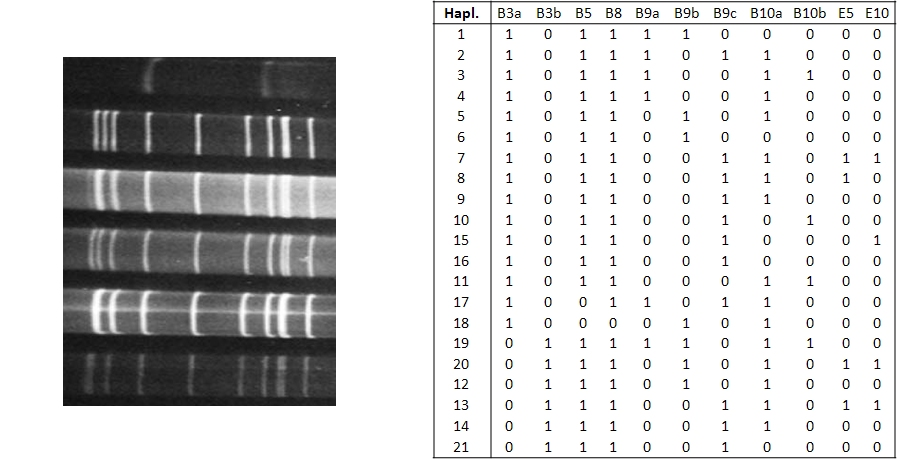 Hapl. B3a B3b B5 B8 B9a B9b B9c B10a B10b E5 E10
1 1 0 1 1 1 1 0 0 0 0 0
2 1 0 1 1 1 0 1 1 0 0 0
3 1 0 1 1 1 0 0 1 1 0 0
4 1 0 1 1 1 0 0 1 0 0 0
5 1 0 1 1 0 1 0 1 0 0 0
6 1 0 1 1 0 1 0 0 0 0 0
7 1 0 1 1 0 0 1 1 0 1 1
8 1 0 1 1 0 0 1 1 0 1 0
9 1 0 1 1 0 0 1 1 0 0 0
10 1 0 1 1 0 0 1 0 1 0 0
15 1 0 1 1 0 0 1 0 0 0 1
16 1 0 1 1 0 0 1 0 0 0 0
11 1 0 1 1 0 0 0 1 1 0 0
17 1 0 0 1 1 0 1 1 0 0 0
18 1 0 0 0 0 1 0 1 0 0 0
19 0 1 1 1 1 1 0 1 1 0 0
20 0 1 1 1 0 1 0 1 0 1 1
12 0 1 1 1 0 1 0 1 0 0 0
13 0 1 1 1 0 0 1 1 0 1 1
14 0 1 1 1 0 0 1 1 0 0 0
21 0 1 1 1 0 0 1 0 0 0 0